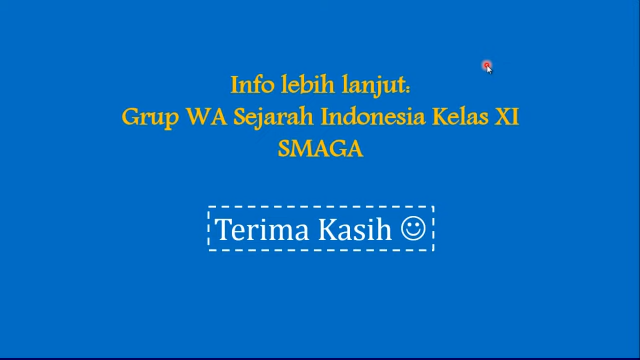 Info lebih lanjut:
Grup WA Sejarah Indonesia Kelas XI
SMAGA
Terima Kasih ☺